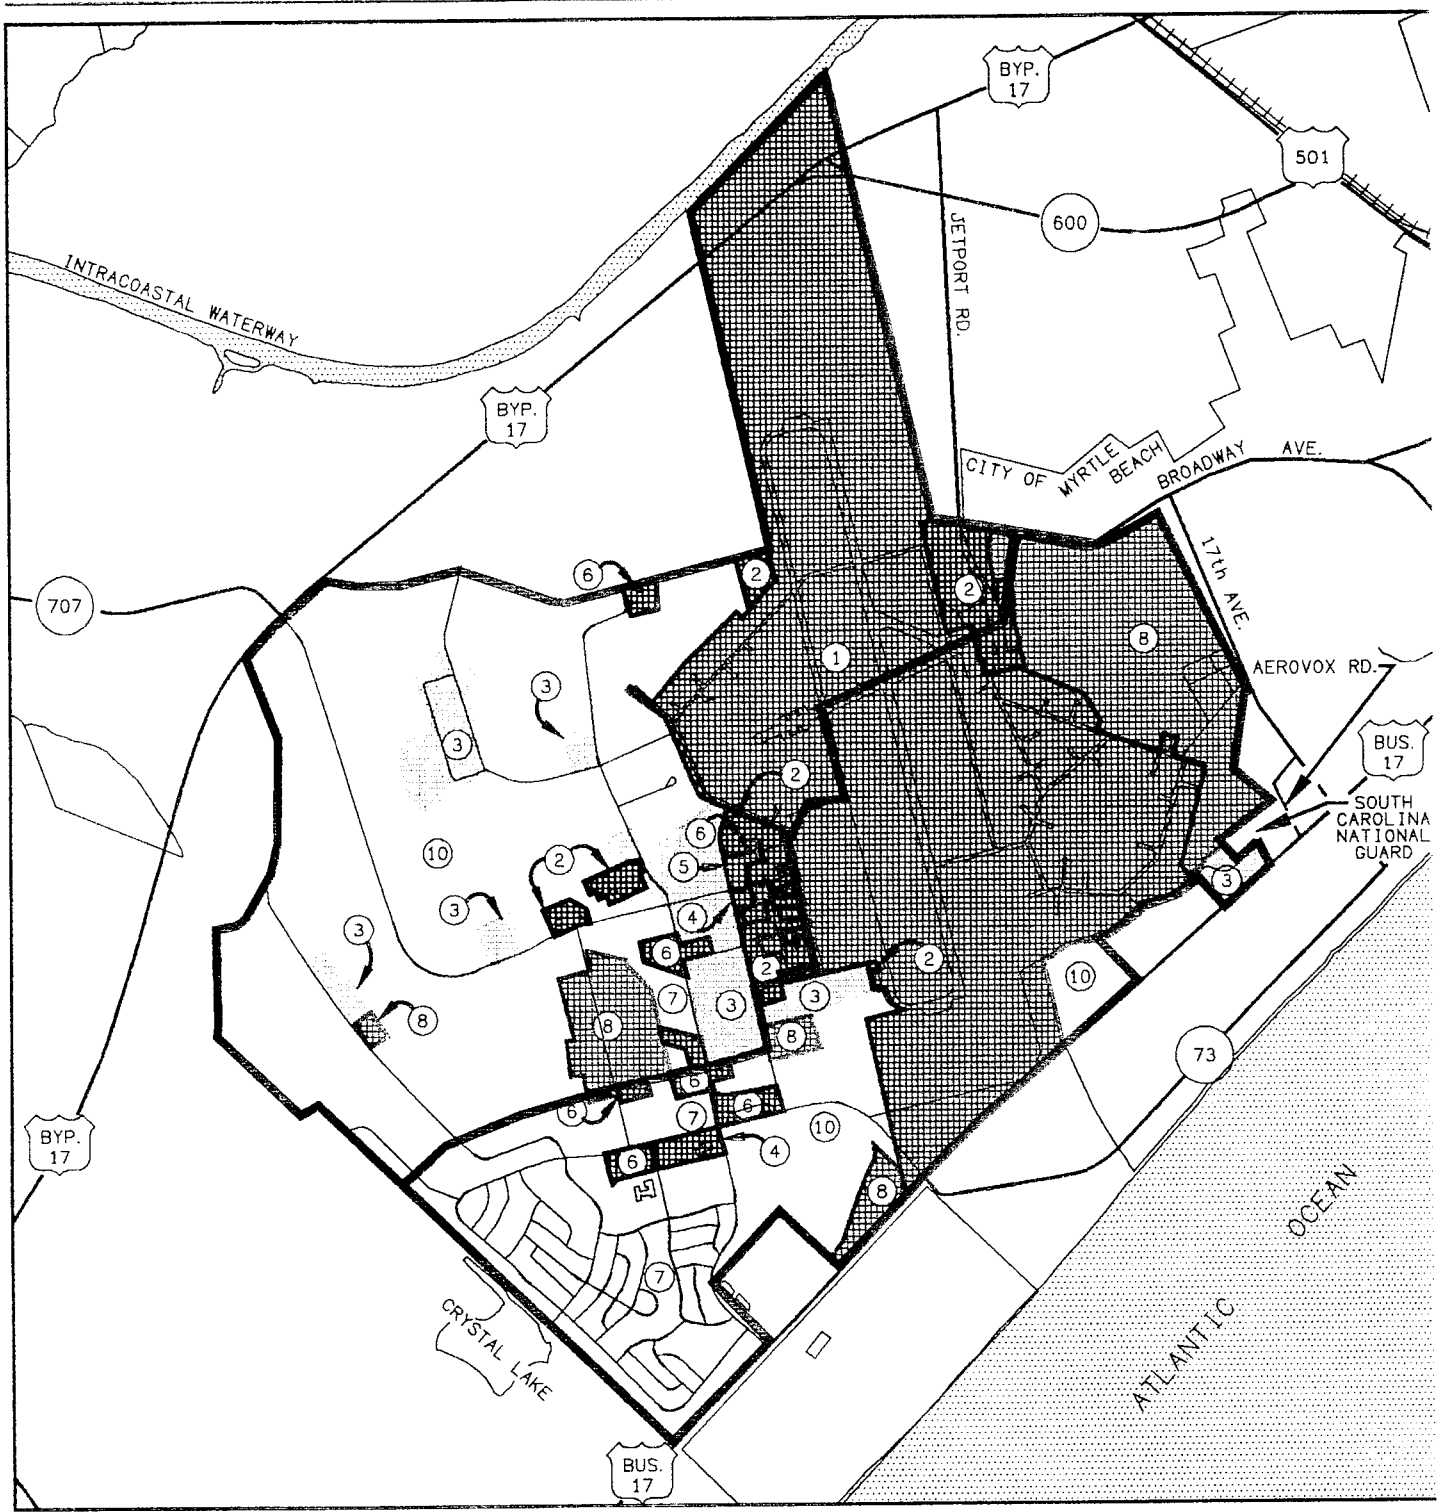 BYP.
17
501
600
JETPORT RD.
INTRACOASTAL WATERWAY
BYP.
17
CITY OF MYRTLE
BEACH
BROADWAY AVE.
17th AVE.
6
2
2
707
8
1
AEROVOX RD.
3
3
BUS.
17
2
SOUTH
CAROLINA
NATIONAL
GUARD
6
10
2
5
3
3
4
3
6
2
2
10
7
3
3
8
8
8
73
6
6
6
7
10
BYP.
17
4
6
8
OCEAN
7
ATLANTIC
CRYSTAL LAKE
BUS.
17